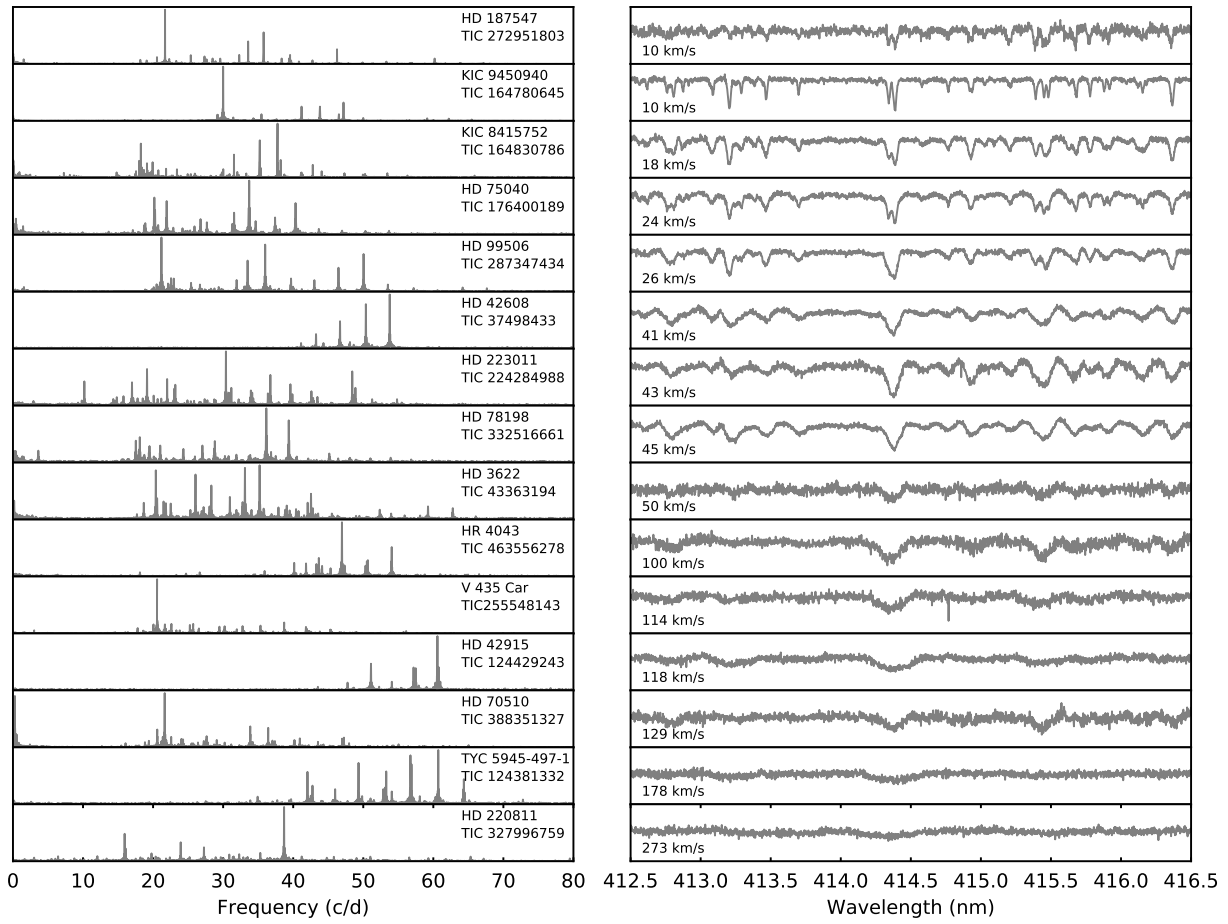 HD 187547
TIC 272951803
10 km/s
KIC 9450940
TIC 164780645
10 km/s
KIC 8415752
TIC 164830786
18 km/s
HD 75040
TIC 176400189
24 km/s
HD 99506
TIC 287347434
26 km/s
HD 42608
TIC 37498433
41 km/s
HD 223011
TIC 224284988
43 km/s
HD 78198
TIC 332516661
45 km/s
HD 3622
TIC 43363194
50 km/s
HR 4043
TIC 463556278
100 km/s
V 435 Car
TIC255548143
114 km/s
HD 42915
TIC 124429243
118 km/s
HD 70510
TIC 388351327
129 km/s
TYC 5945-497-1
TIC 124381332
178 km/s
HD 220811
TIC 327996759
273 km/s
0 10 20 30 40 50 60 70 80
412.5 413.0 413.5 414.0 414.5 415.0 415.5 416.0 416.5
Frequency (c/d)
Wavelength (nm)